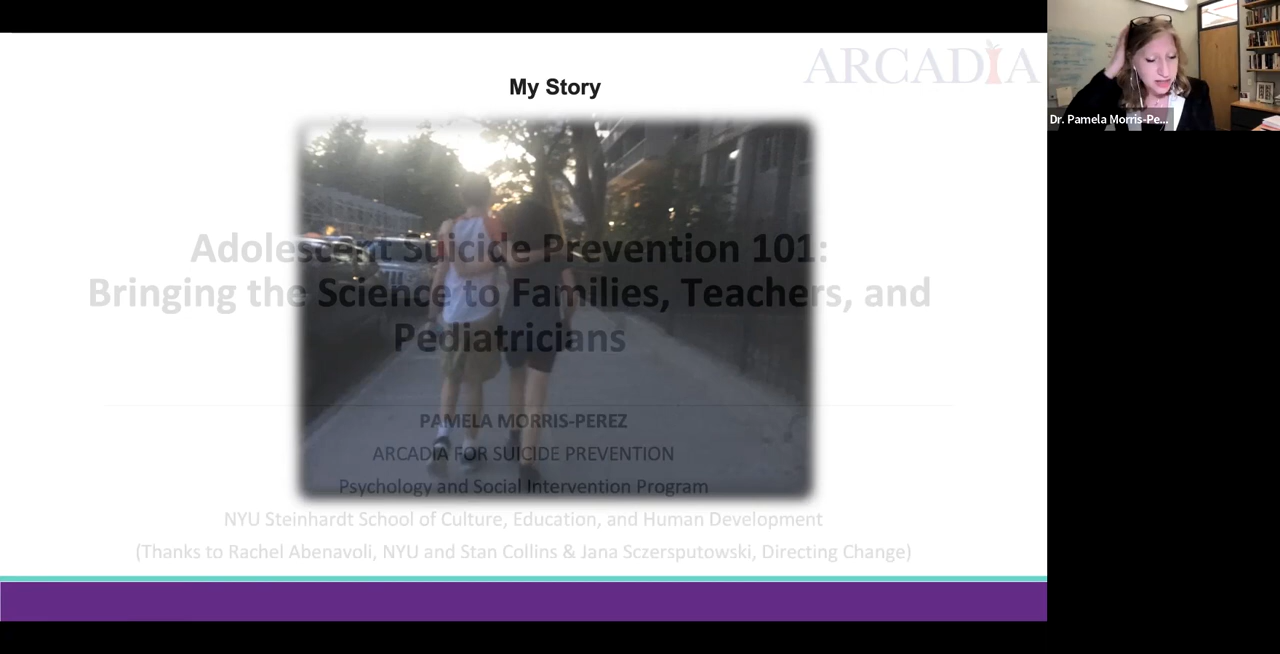 ARCADIA
My Story
Adolescent Suicide Prevention 101:
Bringing the Science to Families, Teachers, and
Pediatricians
PAMELA MORRIS-PEREZ
ARCADIA FOR SUICIDE PREVENTION
Psychology and Social Intervention Program
NYU Steinhardt School of Culture, Education, and Human Development
(Thanks to Rachel Abenavoli, NYU and Stan Collins & Jana Sczersputowski, Directing Change)
Dr. Pamela Morris-Pe...